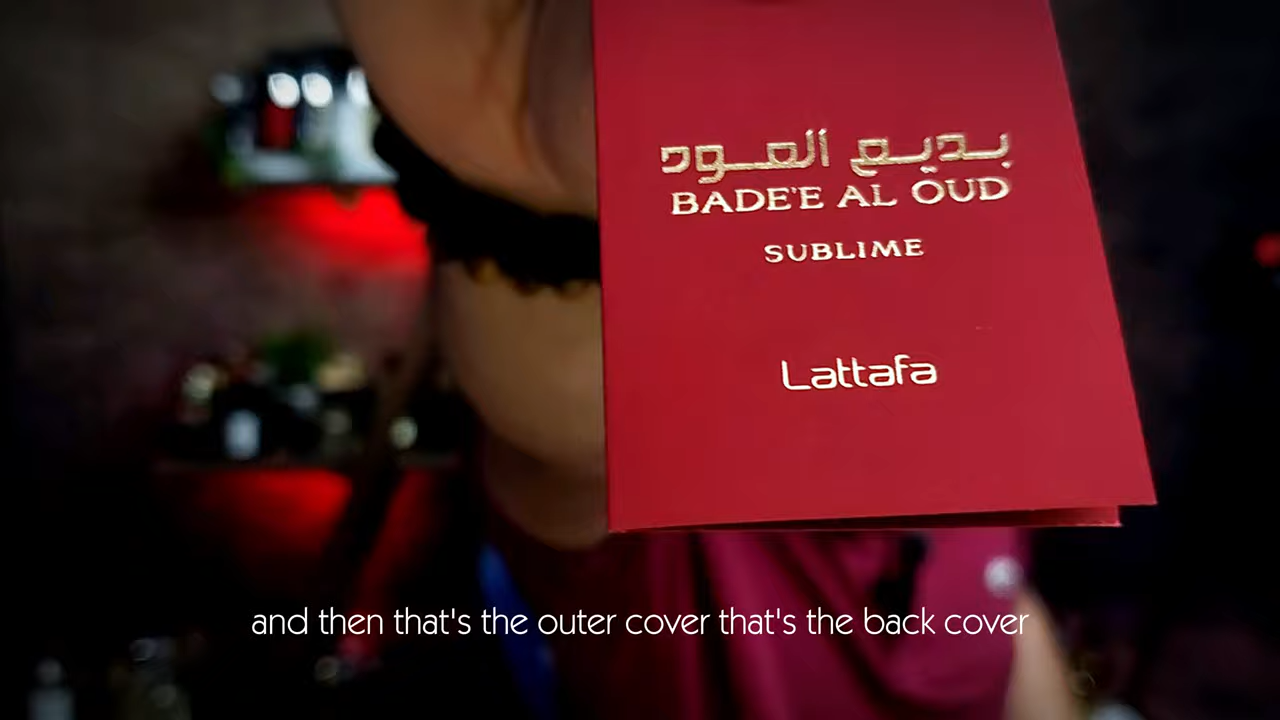 بديع العود
BADE'E AL OUD
SUBLIME
Lattafa
and then that's the outer cover that's the back cover